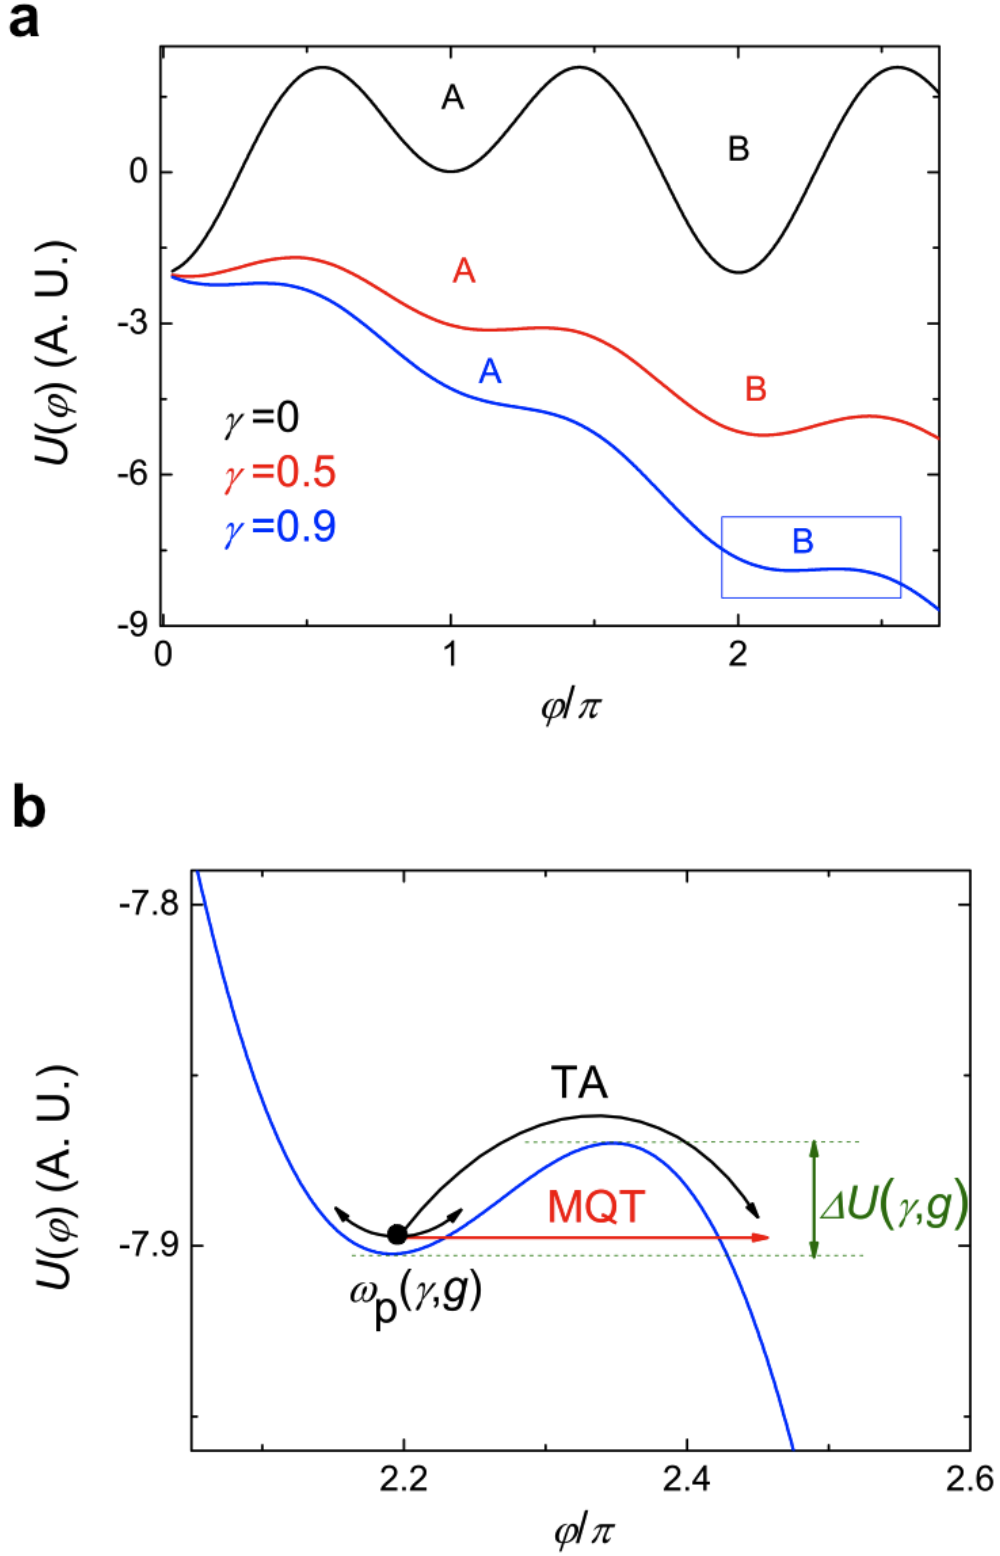 a
A
B
0
A
-3
A
B
U(φ) (A. U.)
γ=0
-6
γ=0.5
γ=0.9
B
-9
0
1
2
φ/π
b
-7.8
TA
U(φ) (A. U.)
MQT
ΔU(γ,g)
-7.9
ωp(γ,g)
2.2
2.4
2.6
φ/π